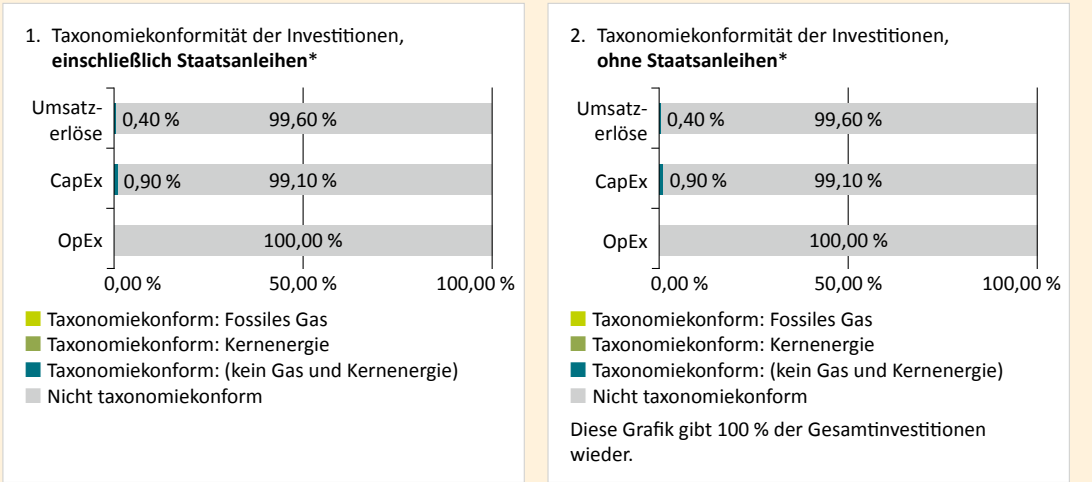 1. Taxonomiekonformität der Investitionen,
einschließlich Staatsanleihen*
Umsatz-
erlöse
0,40 % 99,60 %
CapEx 0,90 % 99,10 %
OpEx 100,00 %
0,00 % 50,00 % 100,00 %
Taxonomiekonform: Fossiles Gas
Taxonomiekonform: Kernenergie
Taxonomiekonform: (kein Gas und Kernenergie)
Nicht taxonomiekonform
2. Taxonomiekonformität der Investitionen,
ohne Staatsanleihen*
Umsatz-
erlöse
0,40 % 99,60 %
CapEx 0,90 % 99,10 %
OpEx 100,00 %
0,00 % 50,00 % 100,00 %
Taxonomiekonform: Fossiles Gas
Taxonomiekonform: Kernenergie
Taxonomiekonform: (kein Gas und Kernenergie)
Nicht taxonomiekonform
Diese Grafik gibt 100 % der Gesamtinvestitionen
wieder.